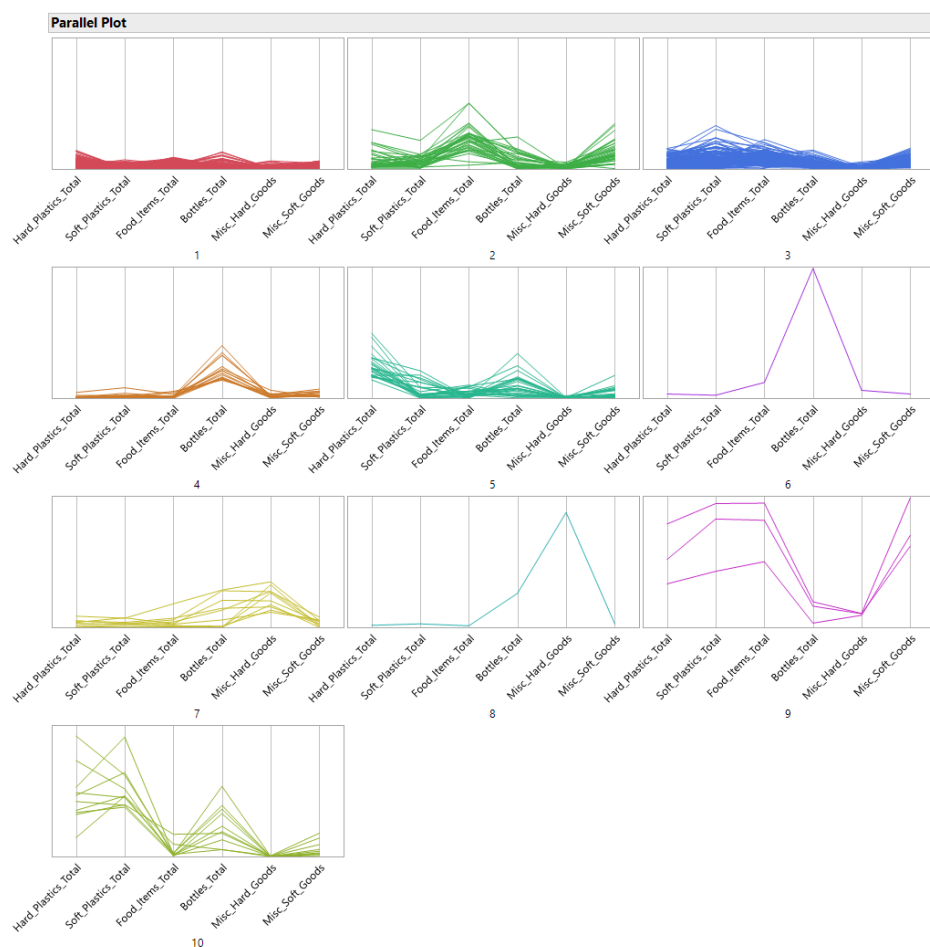 Parallel Plot
Hard_Plastics_Total Soft_Plastics_Total Food_Items_Total Bottles_Total Misc_Hard_Goods Misc_Soft_Goods Hard_Plastics_Total Soft_Plastics_Total Food_Items_Total Bottles_Total Misc_Hard_Goods Misc_Soft_Goods Hard_Plastics_Total Soft_Plastics_Total Food_Items_Total Bottles_Total Misc_Hard_Goods Misc_Soft_Goods
1 2 3
Hard_Plastics_Total Soft_Plastics_Total Food_Items_Total Bottles_Total Misc_Hard_Goods Misc_Soft_Goods Hard_Plastics_Total Soft_Plastics_Total Food_Items_Total Bottles_Total Misc_Hard_Goods Misc_Soft_Goods Hard_Plastics_Total Soft_Plastics_Total Food_Items_Total Bottles_Total Misc_Hard_Goods Misc_Soft_Goods
4 5 6
Hard_Plastics_Total Soft_Plastics_Total Food_Items_Total Bottles_Total Misc_Hard_Goods Misc_Soft_Goods Hard_Plastics_Total Soft_Plastics_Total Food_Items_Total Bottles_Total Misc_Hard_Goods Misc_Soft_Goods Hard_Plastics_Total Soft_Plastics_Total Food_Items_Total Bottles_Total Misc_Hard_Goods Misc_Soft_Goods
7 8 9
Hard_Plastics_Total Soft_Plastics_Total Food_Items_Total Bottles_Total Misc_Hard_Goods Misc_Soft_Goods
10